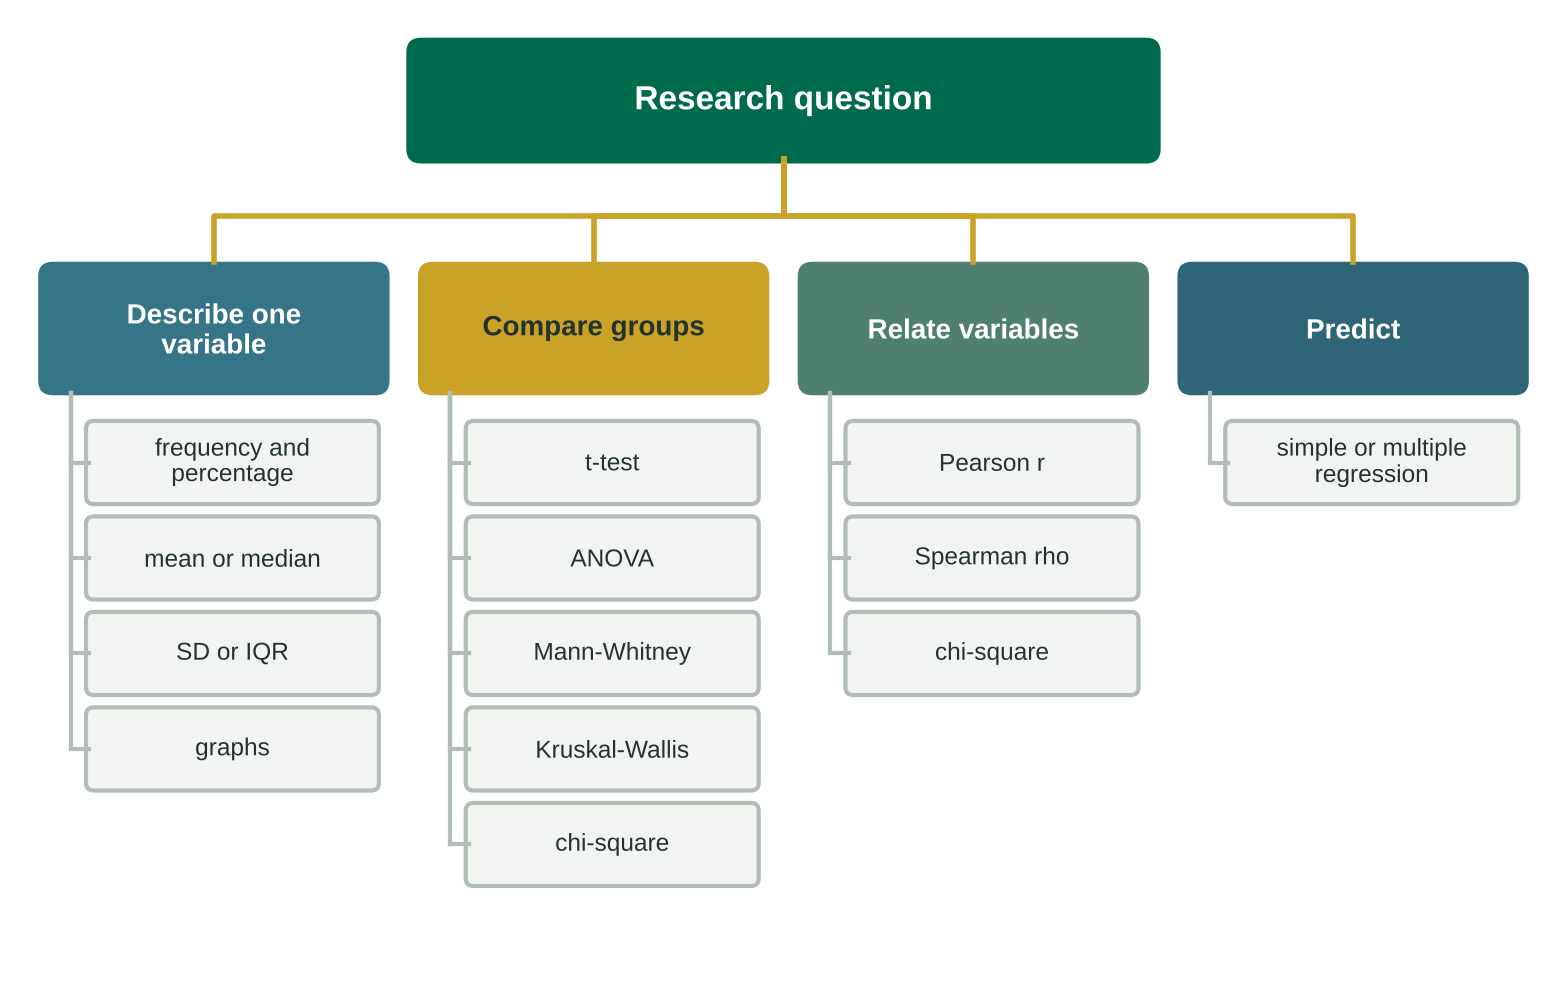 Research question
Describe one
variable
frequency and
percentage
mean or median
SD or IQR
graphs
Compare groups
t-test
ANOVA
Mann-Whitney
Kruskal-Wallis
chi-square
Relate variables
Pearson r
Spearman rho
chi-square
Predict
simple or multiple
regression